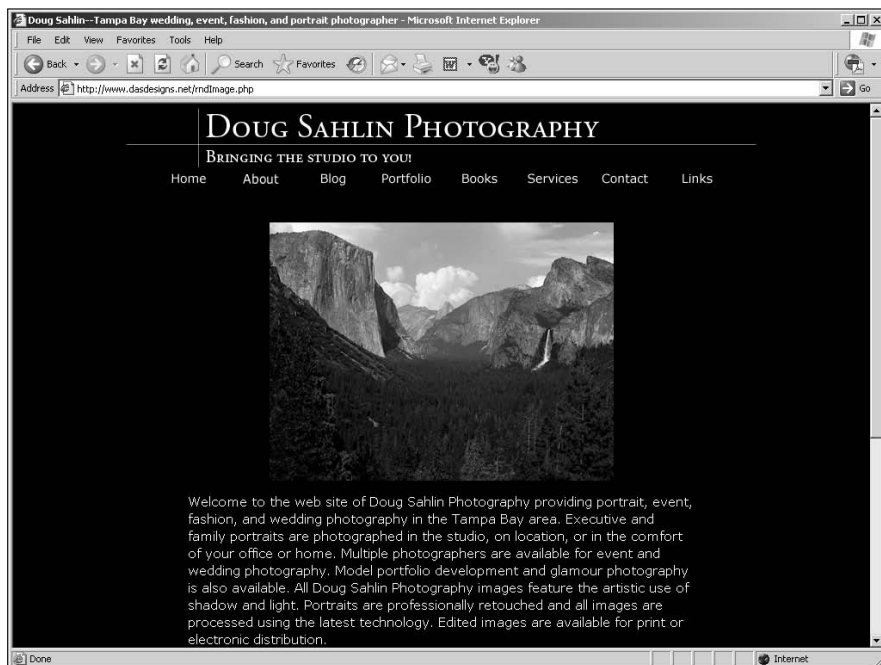 Doug Sahlin--Tampa Bay wedding, event, fashion, and portrait photographer - Microsoft Internet Explorer
File Edit View Favorites Tools Help
Back Search Favorites
Address http://www.dasdesigns.net/rndImage.php Go
DOUG SAHLIN PHOTOGRAPHY
BRINGING THE STUDIO TO YOU!
Home About Blog Portfolio Books Services Contact Links
Welcome to the web site of Doug Sahlin Photography providing portrait, event,
fashion, and wedding photography in the Tampa Bay area. Executive and
family portraits are photographed in the studio, on location, or in the comfort
of your office or home. Multiple photographers are available for event and
wedding photography. Model portfolio development and glamour photography
is also available. All Doug Sahlin Photography images feature the artistic use of
shadow and light. Portraits are professionally retouched and all images are
processed using the latest technology. Edited images are available for print or
electronic distribution.
Done Internet